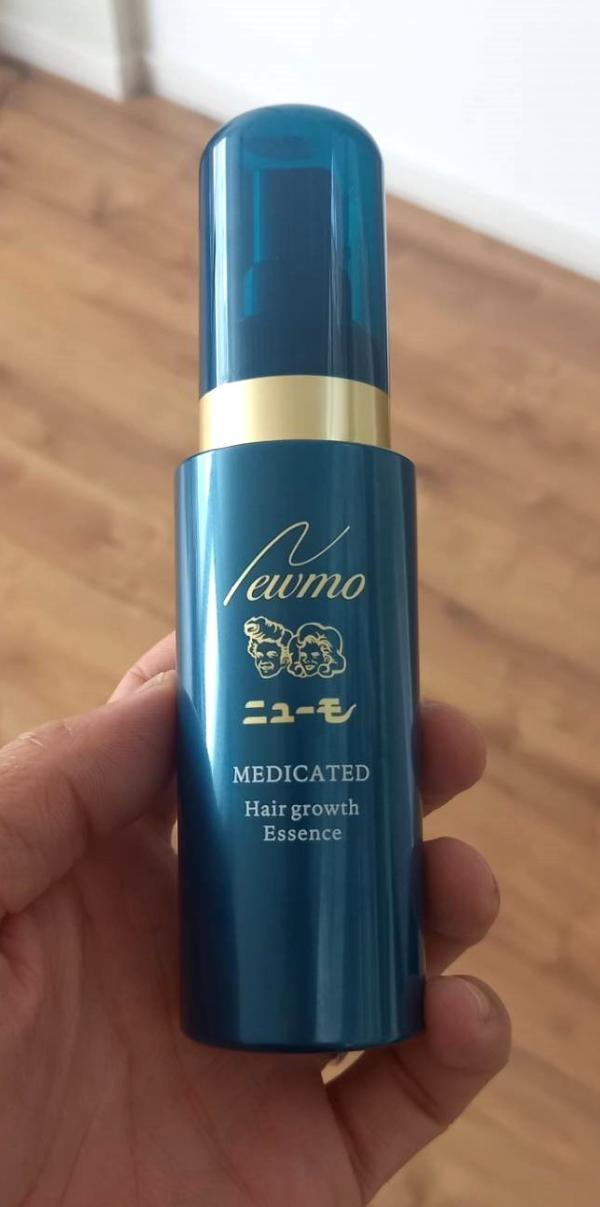 Newmo
ニューモ
MEDICATED
Hair growth
Essence